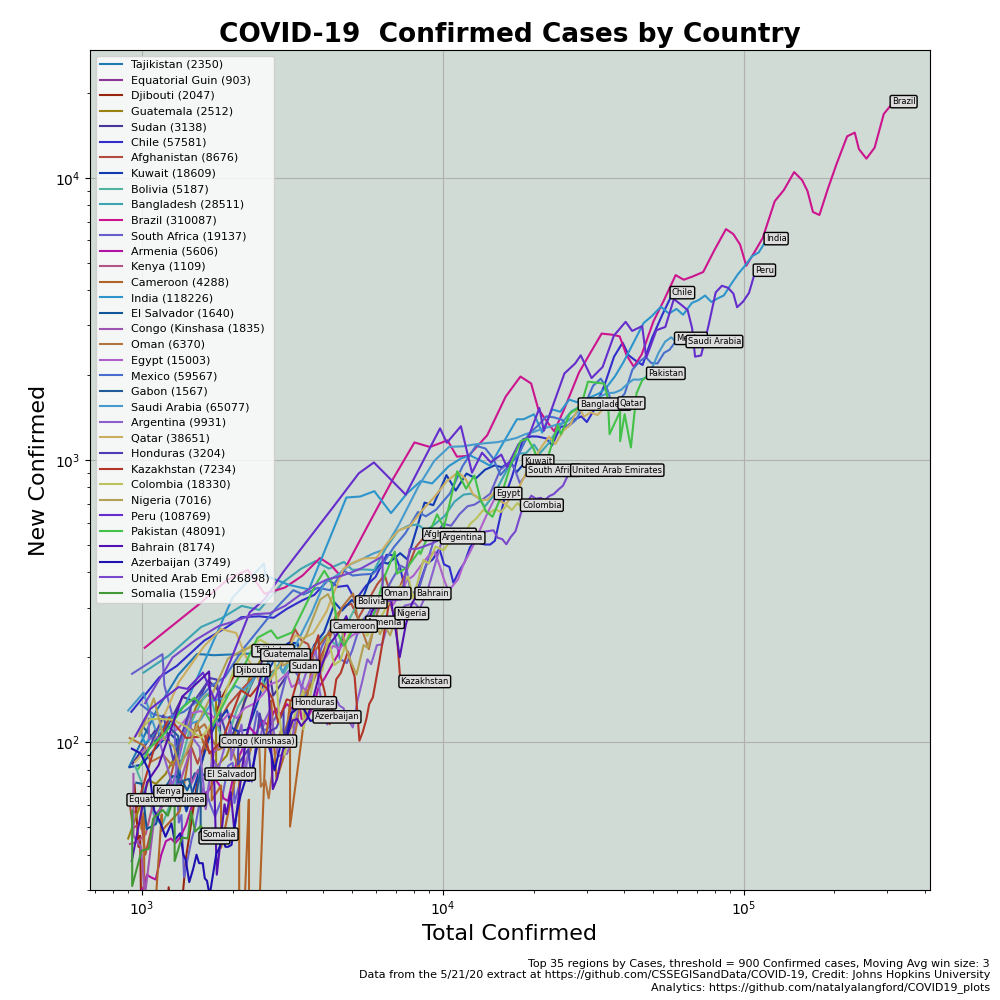 COVID-19  Confirmed Cases by Country
Tajikistan (2350)
Equatorial Guin (903)
Djibouti (2047)
Guatemala (2512)
Sudan (3138)
Chile (57581)
Afghanistan (8676)
Kuwait (18609)
Bolivia (5187)
Bangladesh (28511)
Brazil (310087)
South Africa (19137)
Armenia (5606)
Kenya (1109)
Cameroon (4288)
India (118226)
El Salvador (1640)
Congo (Kinshasa (1835)
Oman (6370)
Egypt (15003)
Mexico (59567)
Gabon (1567)
Saudi Arabia (65077)
Argentina (9931)
Qatar (38651)
Honduras (3204)
Kazakhstan (7234)
Colombia (18330)
Nigeria (7016)
Peru (108769)
Pakistan (48091)
Bahrain (8174)
Azerbaijan (3749)
United Arab Emi (26898)
Somalia (1594)
Brazil
India
Peru
Chile
Saudi Arabia
Pakistan
Qatar
Kuwait
United Arab Emirates
Egypt
Colombia
Argentina
Oman
Bahrain
Bolivia
Nigeria
Cameroon
Guatemala
Sudan
Djibouti
Kazakhstan
Honduras
Azerbaijan
Congo (Kinshasa)
El Salvador
Kenya
Equatorial Guinea
Somalia
New Confirmed
10⁴
10³
10²
10³
10⁴
10⁵
Total Confirmed
Top 35 regions by Cases, threshold = 900 Confirmed cases, Moving Avg win size: 3
Data from the 5/21/20 extract at https://github.com/CSSEGISandData/COVID-19, Credit: Johns Hopkins University
Analytics: https://github.com/natalyalangford/COVID19_plots